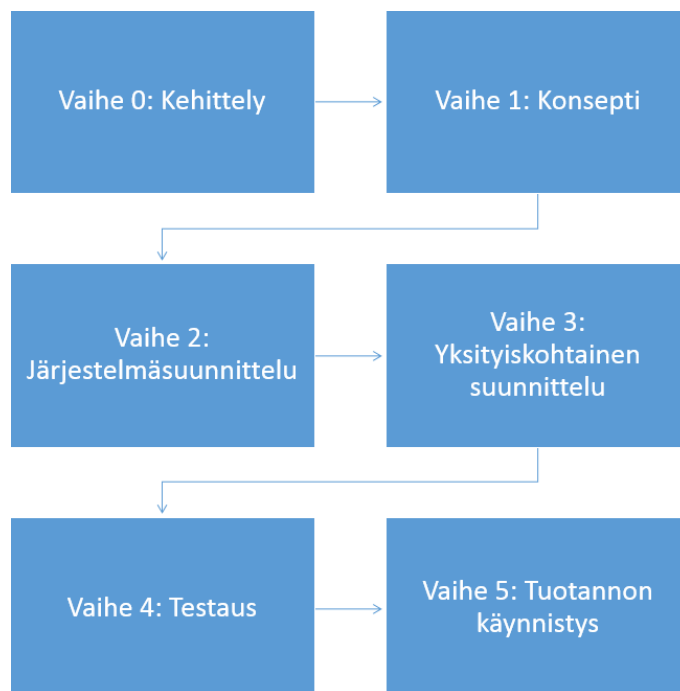 Vaihe 0: Kehittely
Vaihe 1: Konsepti
Vaihe 2:
Järjestelmäsuunnittelu
Vaihe 3:
Yksityiskohtainen
suunnittelu
Vaihe 4: Testaus
Vaihe 5: Tuotannon
käynnistys